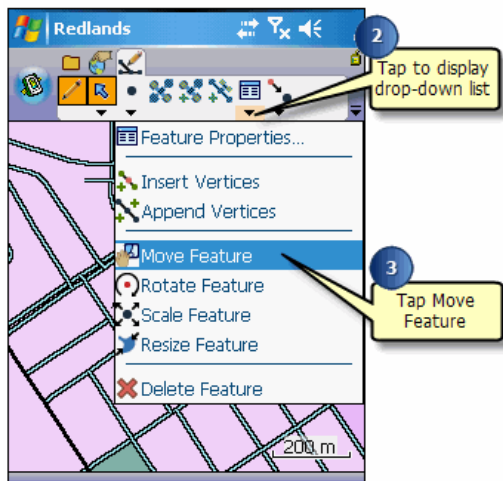 Redlands
2
Tap to display
drop-down list
Feature Properties...
Insert Vertices
Append Vertices
Move Feature
3
Rotate Feature
Tap Move
Feature
Scale Feature
Resize Feature
Delete Feature
200 m